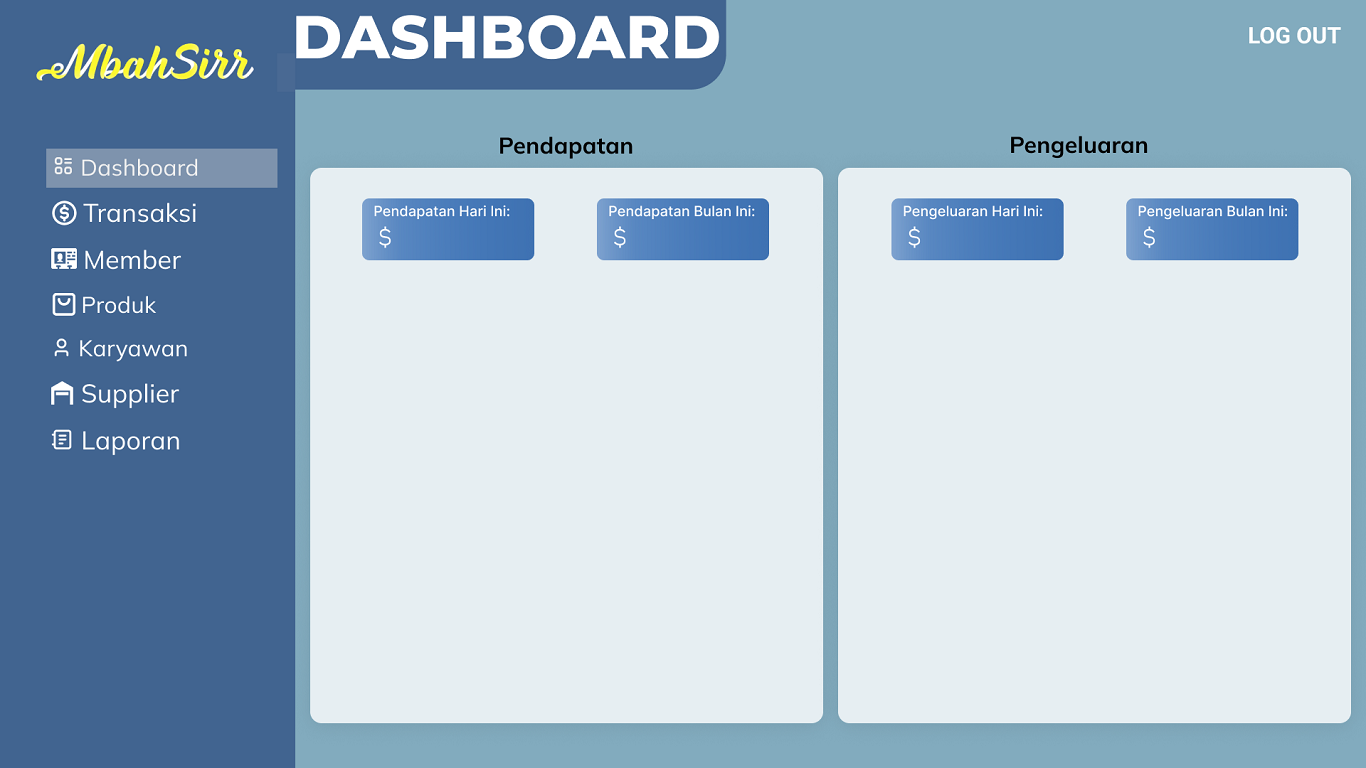 eMbahSirr
DASHBOARD
LOG OUT
Dashboard
Transaksi
Member
Produk
Karyawan
Supplier
Laporan
Pendapatan
Pendapatan Hari Ini:
$
Pendapatan Bulan Ini:
$
Pengeluaran
Pengeluaran Hari Ini:
$
Pengeluaran Bulan Ini:
$